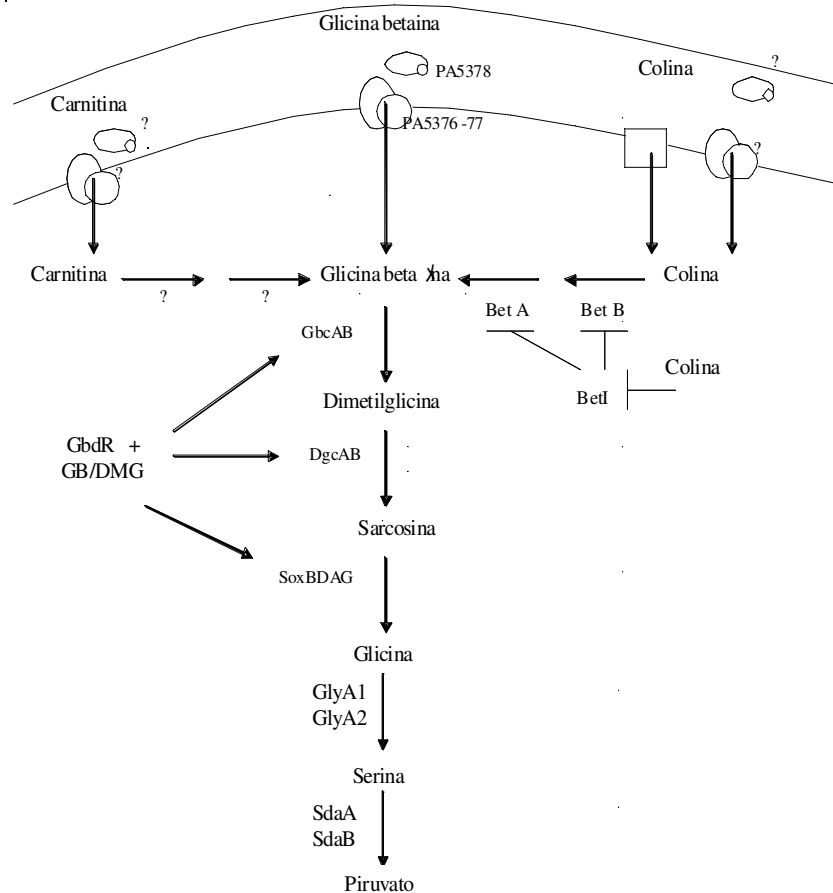 Glicina betaina
?
PA5378
Colina
Carnitina
?
PA5376 -77
?
?
Carnitina
Glicina beta na
Colina
?
?
Bet A
Bet B
GbcAB
Colina
BetI
Dimetilglicina
GbdR +
GB/DMG
DgcAB
Sarcosina
SoxBDAG
Glicina
GlyA1
GlyA2
Serina
SdaA
SdaB
Piruvato